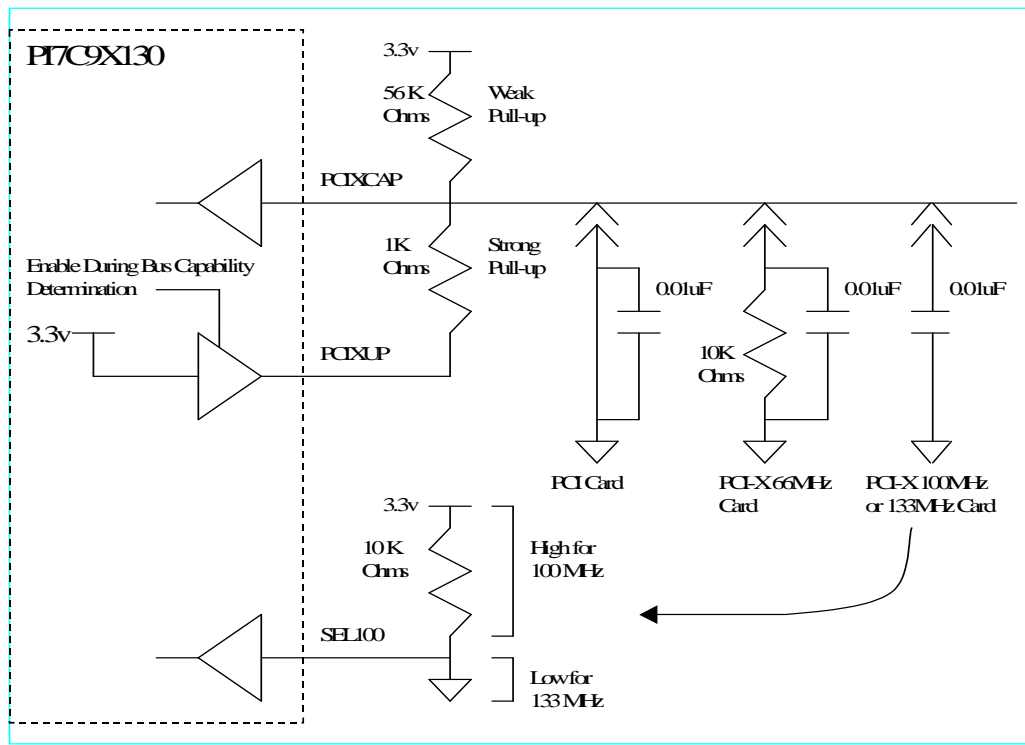 PI7C9X130
3.3v
56 K
Ohms
Weak
Pull-up
PCIXCAP
1K
Ohms
Strong
Pull-up
Enable During Bus Capability
Determination
3.3v
PCIXUP
0.01uF
0.01uF
0.01uF
10K
Ohms
PCI Card
PCI-X 66MHz
Card
PCI-X 100MHz
or 133MHz Card
3.3v
10 K
Ohms
High for
100 MHz
SEL100
Low for
133 MHz